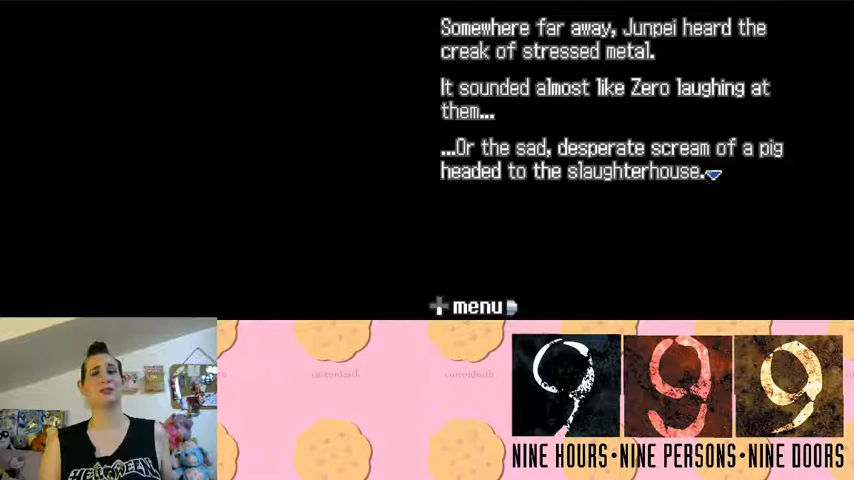 Somewhere far away, Junpei heard the
creak of stressed metal.
It sounded almost like Zero laughing at
them...
...Or the sad, desperate scream of a pig
headed to the slaughterhouse.
menu
HELLOWEEN
999
NINE HOURS•NINE PERSONS•NINE DOORS